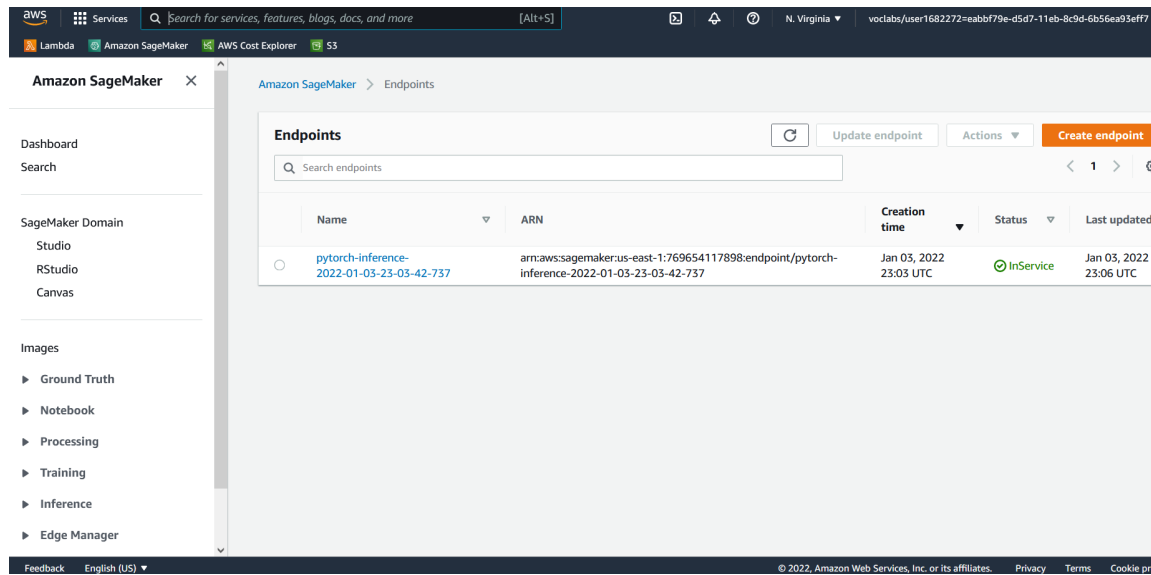 aws
Services
Search for services, features, blogs, docs, and more
[Alt+S]
N. Virginia ▼
voclabs/user1682272=eabbf79e-d5d7-11eb-8c9d-6b56ea93eff7
Lambda
Amazon SageMaker
AWS Cost Explorer
S3
Amazon SageMaker
Dashboard
Search
SageMaker Domain
Studio
RStudio
Canvas
Images
Ground Truth
Notebook
Processing
Training
Inference
Edge Manager
Amazon SageMaker > Endpoints
Endpoints
Update endpoint
Actions ▼
Create endpoint
Search endpoints
1
Name
ARN
Creation
time
Status
Last updated
pytorch-inference-
2022-01-03-23-03-42-737
arn:aws:sagemaker:us-east-1:769654117898:endpoint/pytorch-
inference-2022-01-03-23-03-42-737
Jan 03, 2022
23:03 UTC
InService
Jan 03, 2022
23:06 UTC
Feedback
English (US) ▼
© 2022, Amazon Web Services, Inc. or its affiliates.
Privacy
Terms
Cookie pr